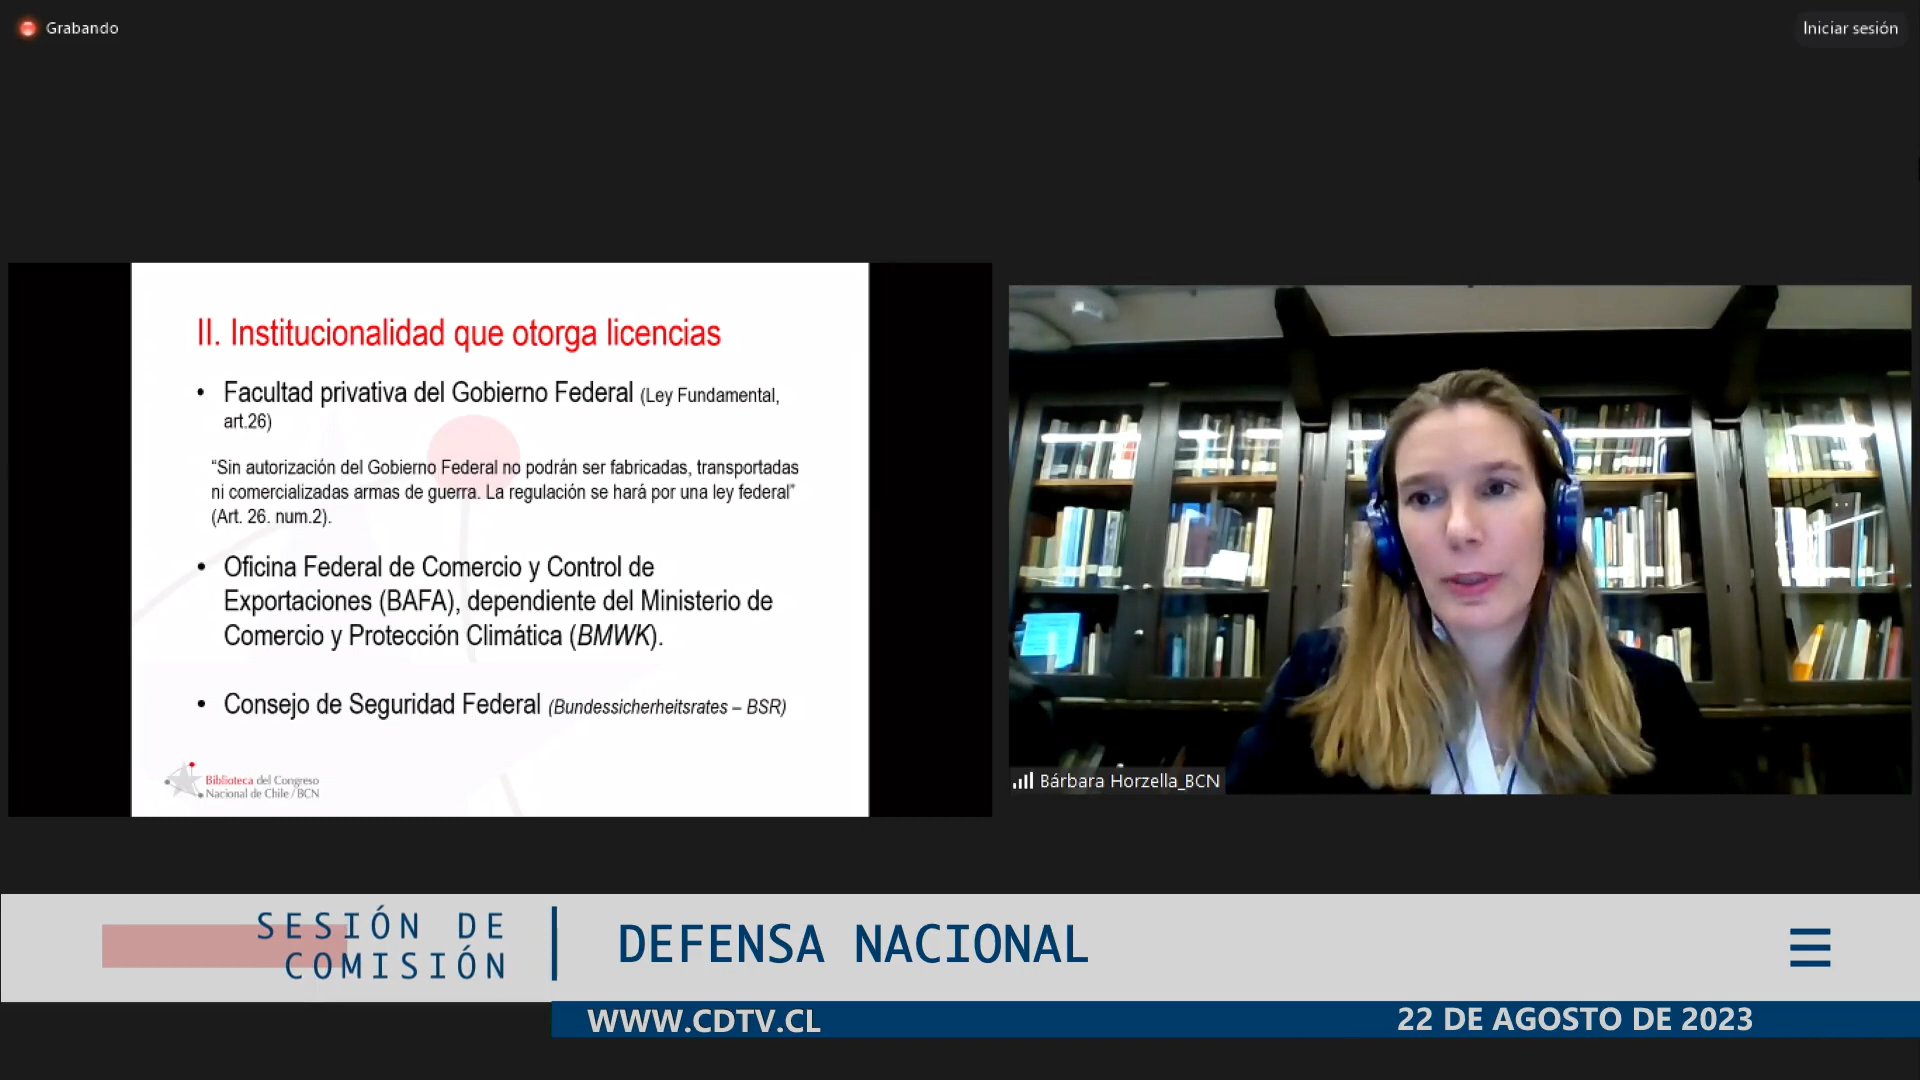 Grabando
Iniciar sesión
II. Institucionalidad que otorga licencias
• Facultad privativa del Gobierno Federal (Ley Fundamental,
art.26)
“Sin autorización del Gobierno Federal no podrán ser fabricadas, transportadas
ni comercializadas armas de guerra. La regulación se hará por una ley federal”
(Art. 26. num.2).
• Oficina Federal de Comercio y Control de
Exportaciones (BAFA), dependiente del Ministerio de
Comercio y Protección Climática (BMWK).
• Consejo de Seguridad Federal (Bundessicherheitsrates – BSR)
Biblioteca del Congreso
Nacional de Chile / BCN
Bárbara Horzella_BCN
SESIÓN DE
COMISIÓN
DEFENSA NACIONAL
WWW.CDTV.CL
22 DE AGOSTO DE 2023